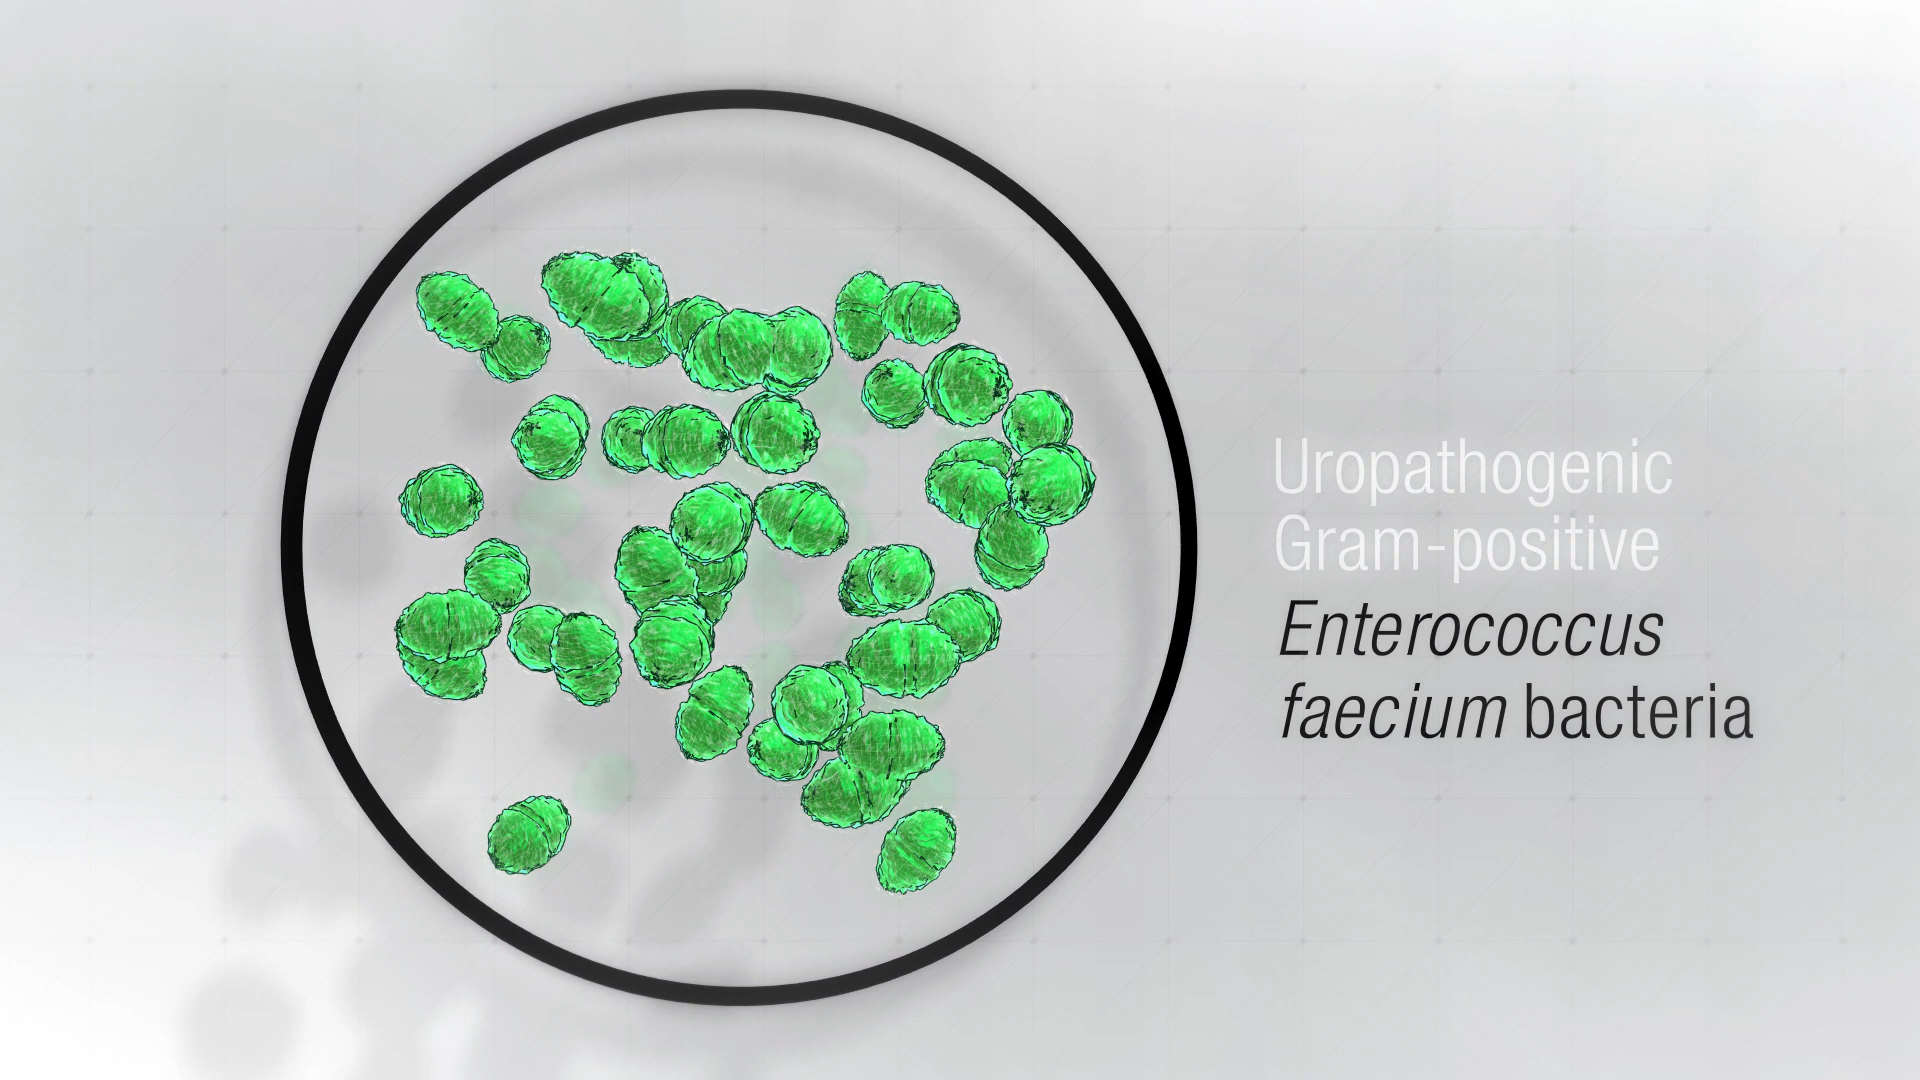 Uropathogenic
Gram-positive
Enterococcus
faecium bacteria